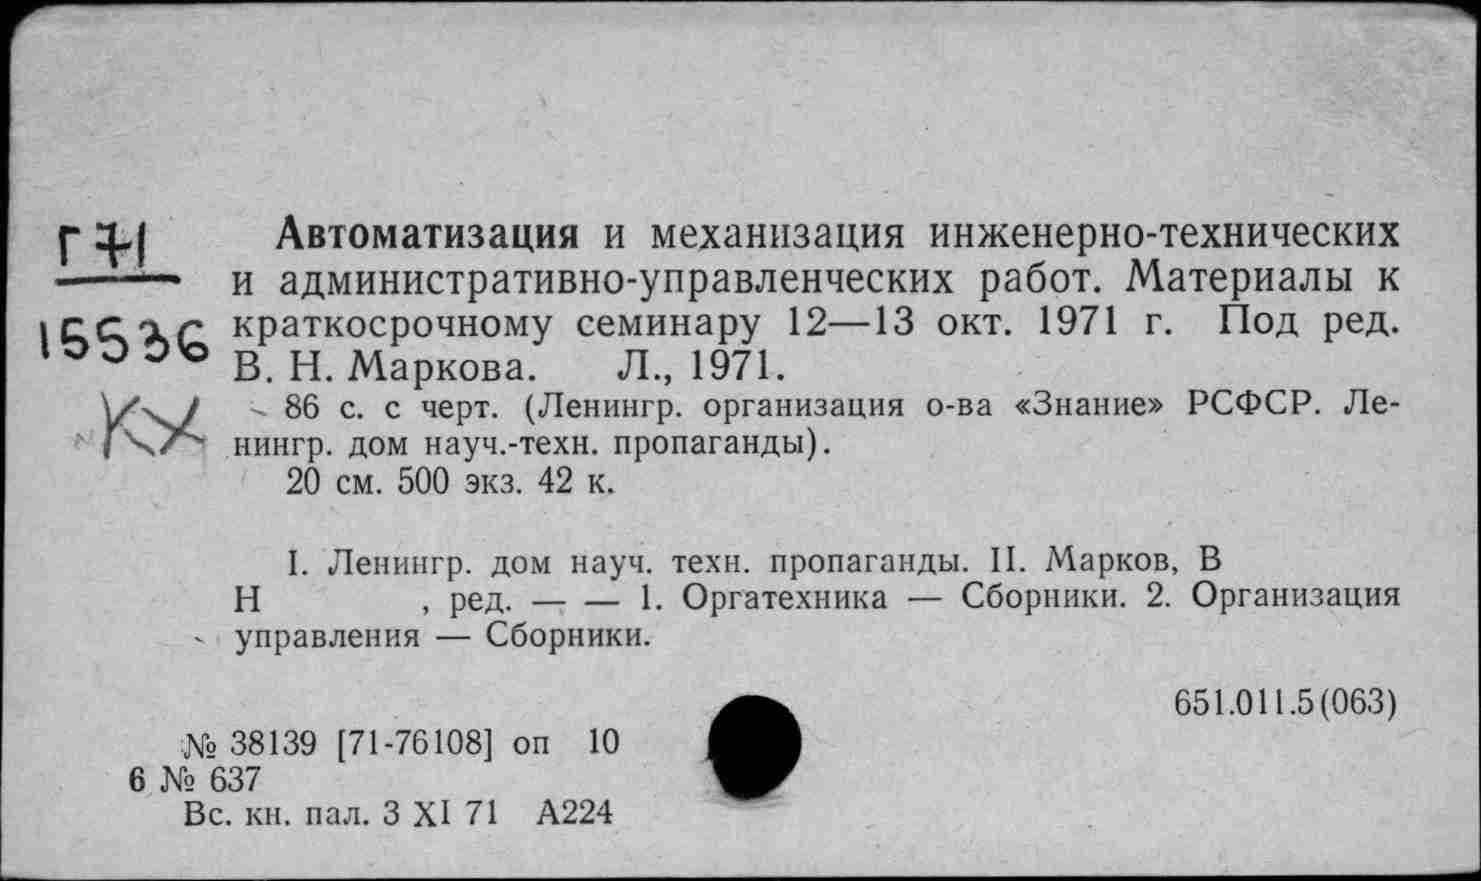 Г71
15536
КХ
Автоматизация и механизация инженерно-технических
и административно-управленческих работ. Материалы к
краткосрочному семинару 12—13 окт. 1971 г. Под ред.
В. Н. Маркова. Л., 1971.
86 с. с черт. (Ленингр. организация о-ва «Знание» РСФСР. Ле-
нингр. дом науч.-техн. пропаганды).
20 см. 500 экз. 42 к.
I. Ленингр. дом науч. техн. пропаганды. II. Марков, В
Н , ред. — — 1. Оргатехника — Сборники. 2. Организация
управления — Сборники.
651.011.5(063)
№ 38139 [71-76108] оп 10
6 № 637
Вс. кн. пал. 3 XI 71 А224